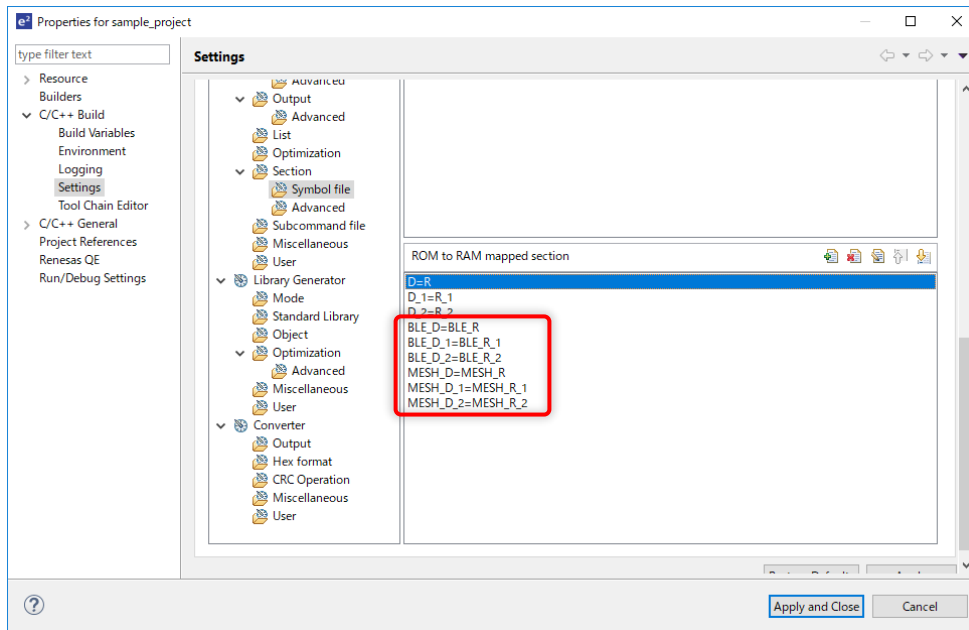 e² Properties for sample_project
type filter text
Resource
Builders
C/C++ Build
Build Variables
Environment
Logging
Settings
Tool Chain Editor
C/C++ General
Project References
Renesas QE
Run/Debug Settings
Settings
Advanced
Output
Advanced
List
Optimization
Section
Symbol file
Advanced
Subcommand file
Miscellaneous
User
Library Generator
Mode
Standard Library
Object
Optimization
Advanced
Miscellaneous
User
Converter
Output
Hex format
CRC Operation
Miscellaneous
User
ROM to RAM mapped section
D=R
D_1=R_1
D_2=R_2
BLE_D=BLE_R
BLE_D_1=BLE_R_1
BLE_D_2=BLE_R_2
MESH_D=MESH_R
MESH_D_1=MESH_R_1
MESH_D_2=MESH_R_2
?
Apply and Close
Cancel